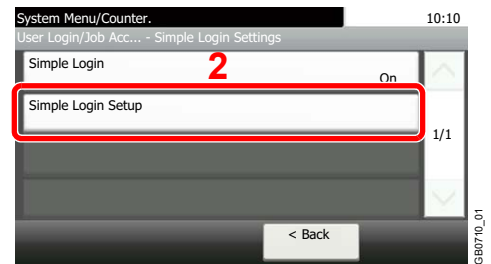 System Menu/Counter. 10:10
User Login/Job Acc... - Simple Login Settings
Simple Login 2 On
Simple Login Setup
1/1
< Back
GB0710_01